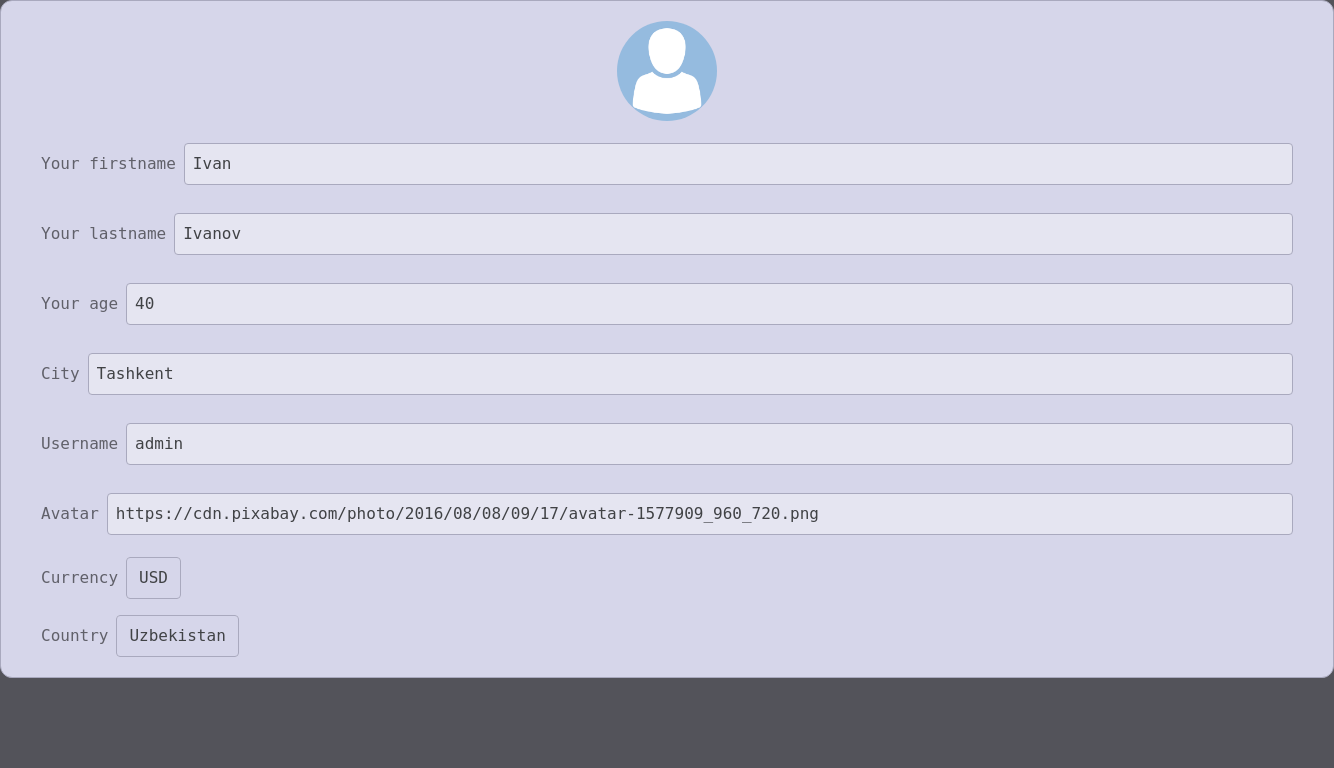 Your firstname Ivan
Your lastname Ivanov
Your age 40
City Tashkent
Username admin
Avatar https://cdn.pixabay.com/photo/2016/08/08/09/17/avatar-1577909_960_720.png
Currency USD
Country Uzbekistan